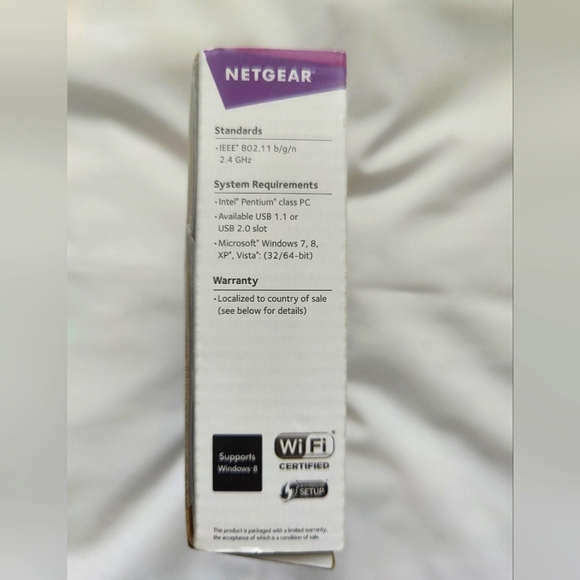 NETGEAR®
Standards
• IEEE® 802.11 b/g/n
2.4 GHz
System Requirements
• Intel® Pentium® class PC
• Available USB 1.1 or
USB 2.0 slot
• Microsoft® Windows 7, 8,
XP®, Vista®: (32/64-bit)
Warranty
• Localized to country of sale
(see below for details)
Supports
Windows 8
Wi Fi
CERTIFIED
SETUP
This product is packaged with a limited warranty,
the acceptance of which is a condition of sale.